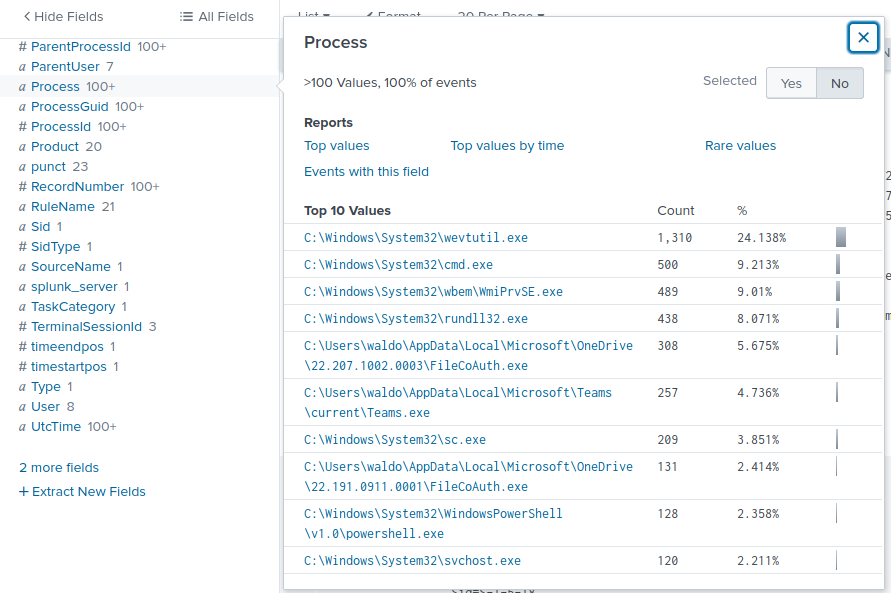 Hide Fields
All Fields
# ParentProcessId 100+
a ParentUser 7
a Process 100+
a ProcessGuid 100+
# ProcessId 100+
a Product 20
a punct 23
# RecordNumber 100+
a RuleName 21
a Sid 1
# SidType 1
a SourceName 1
a splunk_server 1
a TaskCategory 1
# TerminalSessionId 3
# timeendpos 1
# timestartpos 1
a Type 1
a User 8
a UtcTime 100+
2 more fields
+ Extract New Fields
List
Format
20 Per Page
Process
>100 Values, 100% of events
Selected
Yes
No
Reports
Top values
Top values by time
Rare values
Events with this field
Top 10 Values Count %
C:\Windows\System32\wevtutil.exe 1,310 24.138%
C:\Windows\System32\cmd.exe 500 9.213%
C:\Windows\System32\wbem\WmiPrvSE.exe 489 9.01%
C:\Windows\System32\rundll32.exe 438 8.071%
C:\Users\waldo\AppData\Local\Microsoft\OneDrive 308 5.675%
\22.207.1002.0003\FileCoAuth.exe
C:\Users\waldo\AppData\Local\Microsoft\Teams 257 4.736%
\current\Teams.exe
C:\Windows\System32\sc.exe 209 3.851%
C:\Users\waldo\AppData\Local\Microsoft\OneDrive 131 2.414%
\22.191.0911.0001\FileCoAuth.exe
C:\Windows\System32\WindowsPowerShell 128 2.358%
\v1.0\powershell.exe
C:\Windows\System32\svchost.exe 120 2.211%